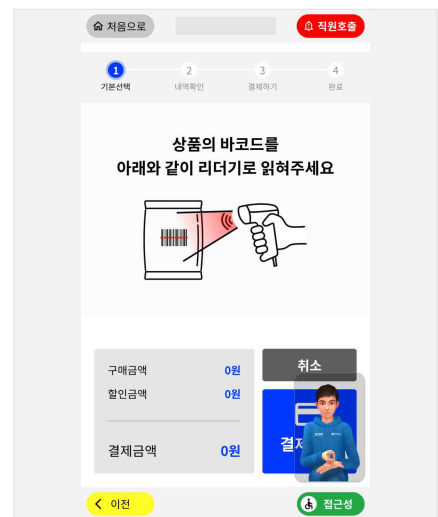 처음으로
직원호출
1 2 3 4
기본선택 내역확인 결제하기 완료
상품의 바코드를
아래와 같이 리더기로 읽혀주세요
구매금액 0원
할인금액 0원
결제금액 0원
취소
이전
접근성